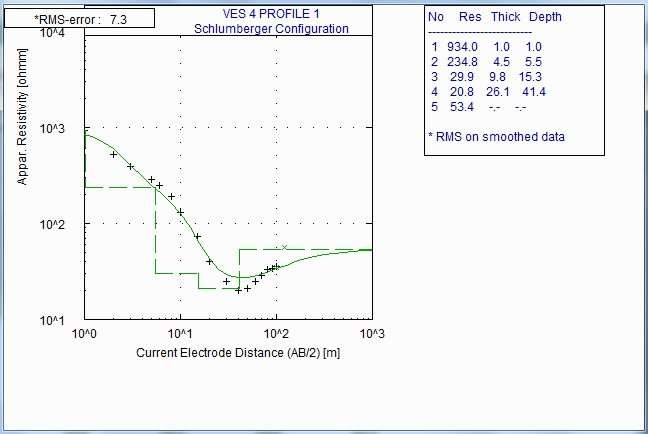 *RMS-error : 7.3
VES 4 PROFILE 1
Schlumberger Configuration
10^4
10^3
10^2
10^1
Appar. Resistivity [ohmm]
10^0 10^1 10^2 10^3
Current Electrode Distance (AB/2) [m]
No Res Thick Depth
------------------------
1 934.0 1.0 1.0
2 234.8 4.5 5.5
3 29.9 9.8 15.3
4 20.8 26.1 41.4
5 53.4 -.- -.-
* RMS on smoothed data